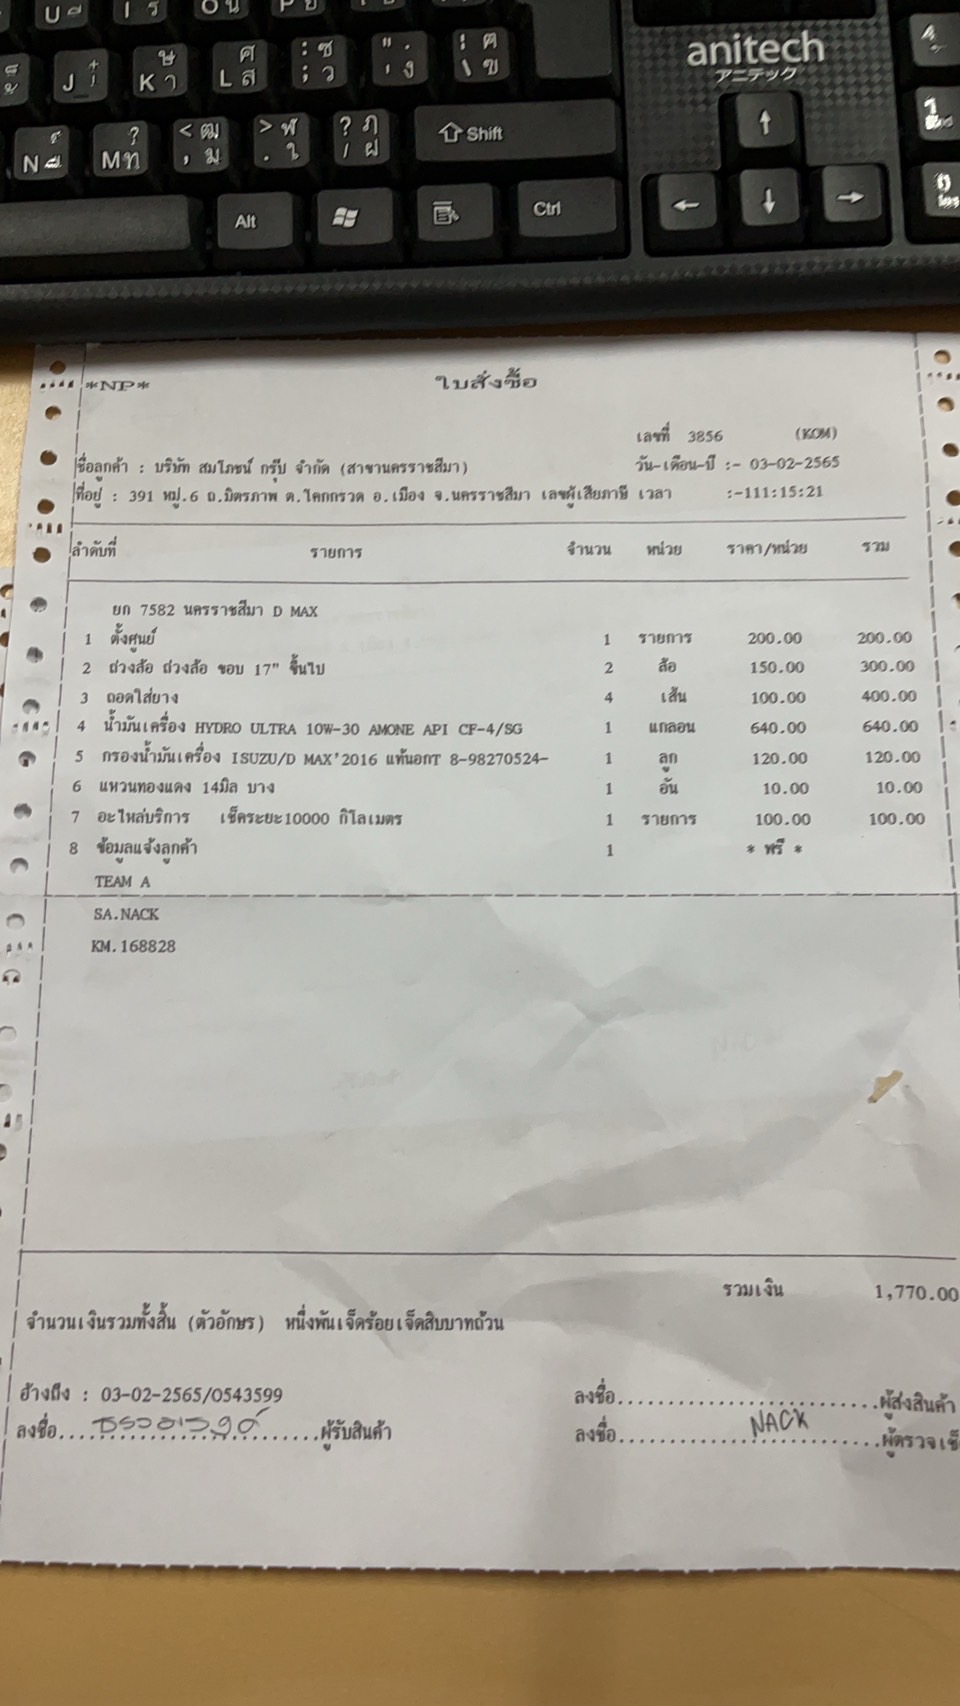 anitech
アニテック
Shift
Alt
Ctrl
*NP*
ใบสั่งซื้อ
เลขที่ 3856 (KOM)
ชื่อลูกค้า : บริษัท สมโภชน์ กรุ๊ป จำกัด (สาขานครราชสีมา) วัน-เดือน-ปี :- 03-02-2565
ที่อยู่ : 391 หมู่.6 ถ.มิตรภาพ ต.โคกกรวด อ.เมือง จ.นครราชสีมา เลขผู้เสียภาษี เวลา :-111:15:21
ลำดับที่ รายการ จำนวน หน่วย ราคา/หน่วย รวม
ยก 7582 นครราชสีมา D MAX
1 ตั้งศูนย์ 1 รายการ 200.00 200.00
2 ถ่วงล้อ ถ่วงล้อ ขอบ 17" ขึ้นไป 2 ล้อ 150.00 300.00
3 ถอดใส่ยาง 4 เส้น 100.00 400.00
4 น้ำมันเครื่อง HYDRO ULTRA 10W-30 AMONE API CF-4/SG 1 แกลอน 640.00 640.00
5 กรองน้ำมันเครื่อง ISUZU/D MAX'2016 แท้นอกT 8-98270524- 1 ลูก 120.00 120.00
6 แหวนทองแดง 14มิล บาง 1 อัน 10.00 10.00
7 อะไหล่บริการ เช็คระยะ10000 กิโลเมตร 1 รายการ 100.00 100.00
8 ข้อมูลแจ้งลูกค้า 1 * ฟรี *
TEAM A
SA.NACK
KM.168828
รวมเงิน 1,770.00
จำนวนเงินรวมทั้งสิ้น (ตัวอักษร) หนึ่งพันเจ็ดร้อยเจ็ดสิบบาทถ้วน
อ้างถึง : 03-02-2565/0543599 ลงชื่อ..........................ผู้ส่งสินค้า
ลงชื่อ..........................ผู้รับสินค้า ลงชื่อ.............NACK.............ผู้ตรวจเช็